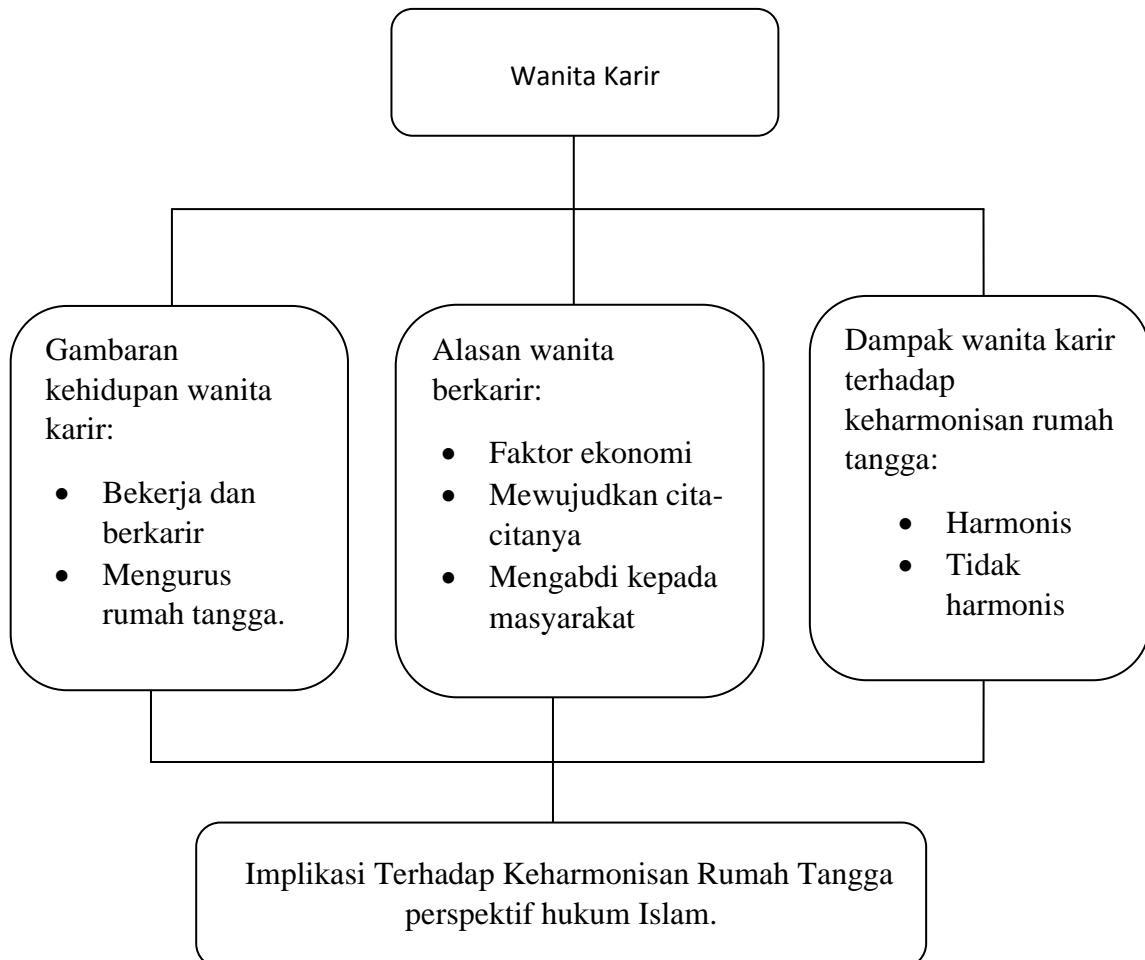 Wanita Karir
Gambaran
kehidupan wanita
karir:
• Bekerja dan
berkarir
• Mengurus
rumah tangga.
Alasan wanita
berkarir:
• Faktor ekonomi
• Mewujudkan cita-
citanya
• Mengabdi kepada
masyarakat
Dampak wanita karir
terhadap
keharmonisan rumah
tangga:
• Harmonis
• Tidak
harmonis
Implikasi Terhadap Keharmonisan Rumah Tangga
perspektif hukum Islam.